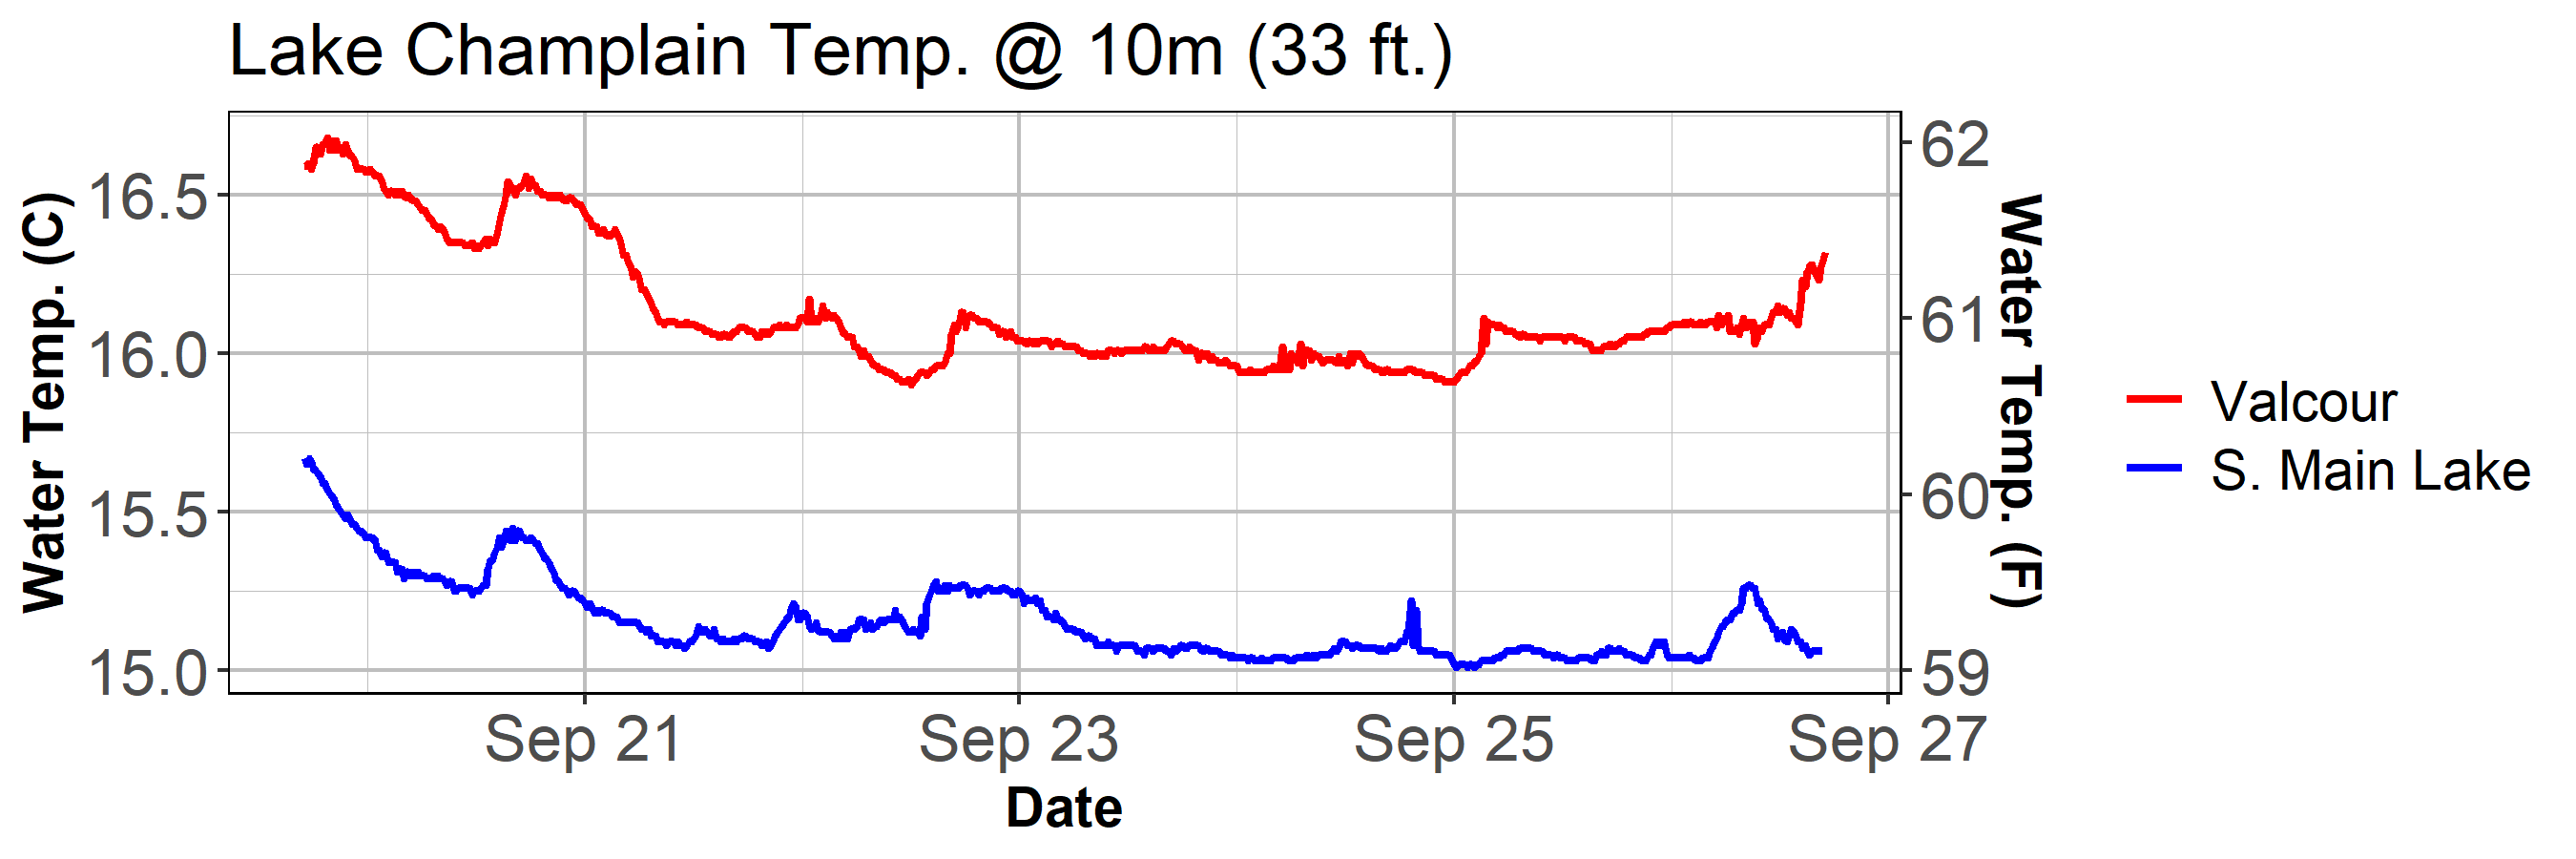 Lake Champlain Temp. @ 10m (33 ft.)
Water Temp. (C)
16.5
16.0
15.5
15.0
62
61
60
59
Water Temp. (F)
Sep 21
Sep 23
Sep 25
Sep 27
Date
Valcour
S. Main Lake